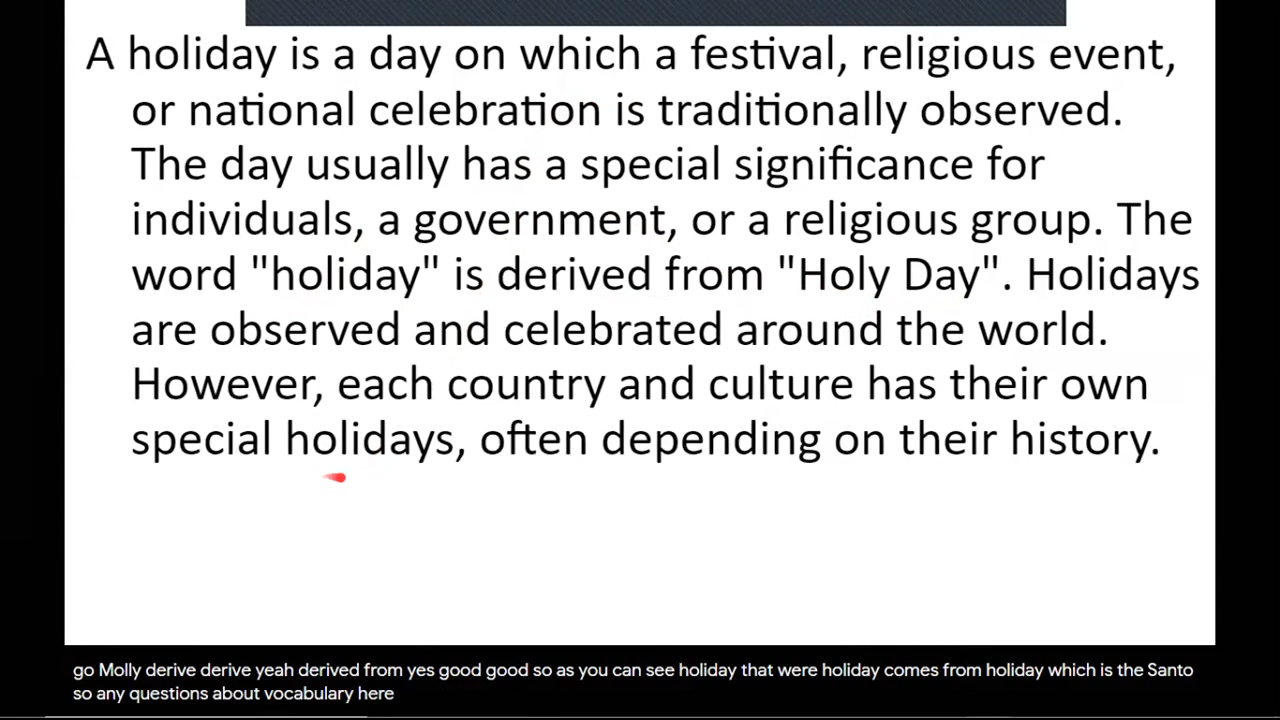 A holiday is a day on which a festival, religious event,
or national celebration is traditionally observed.
The day usually has a special significance for
individuals, a government, or a religious group. The
word "holiday" is derived from "Holy Day". Holidays
are observed and celebrated around the world.
However, each country and culture has their own
special holidays, often depending on their history.
go Molly derive derive yeah derived from yes good good so as you can see holiday that were holiday comes from holiday which is the Santo
so any questions about vocabulary here